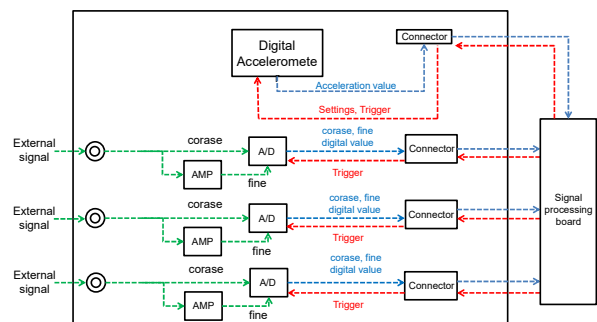 Digital
Acceleromete
Connector
Acceleration value
Settings, Trigger
External
signal
corase
AMP
fine
A/D
corase, fine
digital value
Trigger
Connector
External
signal
corase
AMP
fine
A/D
corase, fine
digital value
Trigger
Connector
External
signal
corase
AMP
fine
A/D
corase, fine
digital value
Trigger
Connector
Signal
processing
board